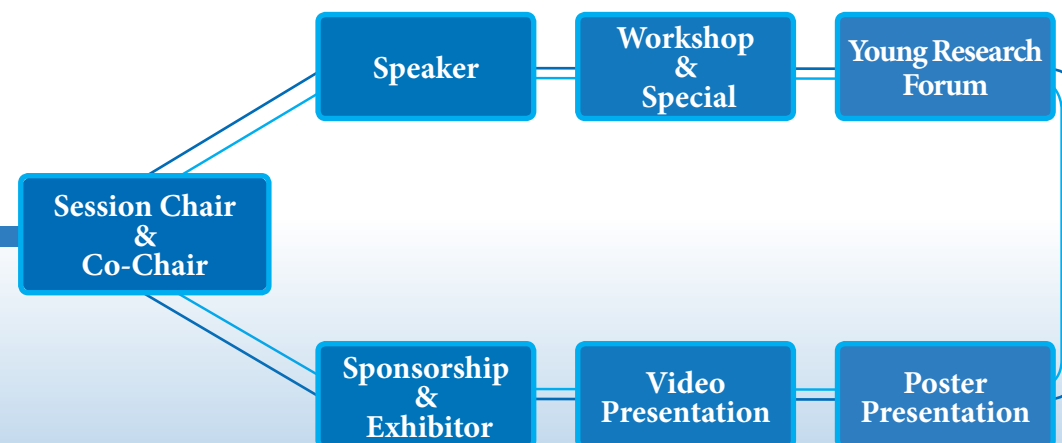 Speaker
Workshop
&
Special
Young Research
Forum
Session Chair
&
Co-Chair
Sponsorship
&
Exhibitor
Video
Presentation
Poster
Presentation